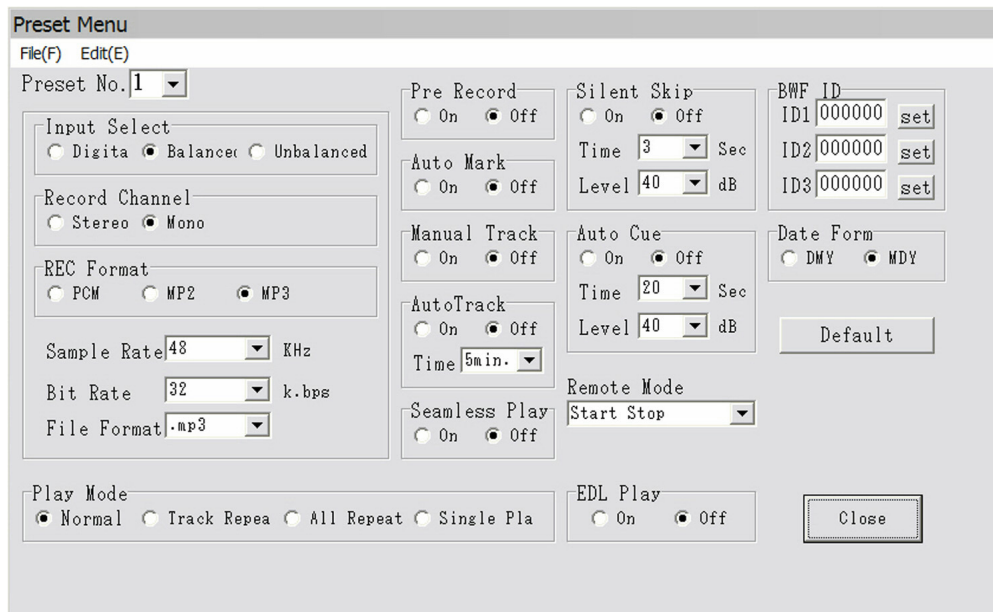 Preset Menu
File(F) Edit(E)
Preset No. 1
Input Select
Digita Balanced Unbalanced
Record Channel
Stereo Mono
REC Format
PCM MP2 MP3
Sample Rate 48 KHz
Bit Rate 32 k.bps
File Format .mp3
Pre Record
On Off
Auto Mark
On Off
Manual Track
On Off
AutoTrack
On Off
Time 5min.
Seamless Play
On Off
Silent Skip
On Off
Time 3 Sec
Level 40 dB
Auto Cue
On Off
Time 20 Sec
Level 40 dB
Remote Mode
Start Stop
BWF ID
ID1 000000 set
ID2 000000 set
ID3 000000 set
Date Form
DMY MDY
Default
Play Mode
Normal Track Repea All Repeat Single Pla
EDL Play
On Off
Close